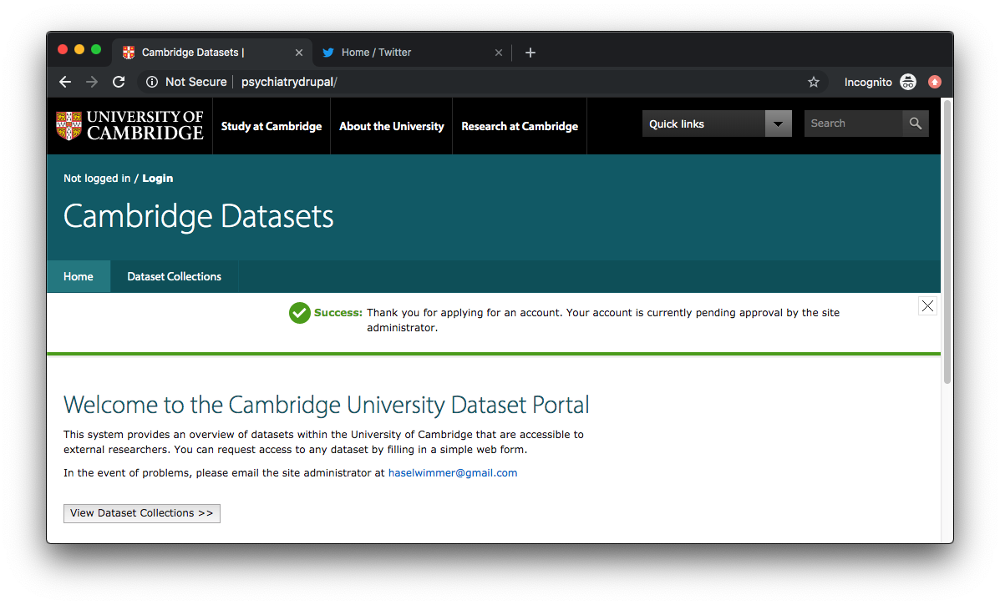 Cambridge Datasets |
Home / Twitter
Not Secure
psychiatrydrupal/
Incognito
UNIVERSITY OF
CAMBRIDGE
Study at Cambridge
About the University
Research at Cambridge
Quick links
Search
Not logged in / Login
Cambridge Datasets
Home
Dataset Collections
Success: Thank you for applying for an account. Your account is currently pending approval by the site
administrator.
Welcome to the Cambridge University Dataset Portal
This system provides an overview of datasets within the University of Cambridge that are accessible to
external researchers. You can request access to any dataset by filling in a simple web form.
In the event of problems, please email the site administrator at haselwimmer@gmail.com
View Dataset Collections >>